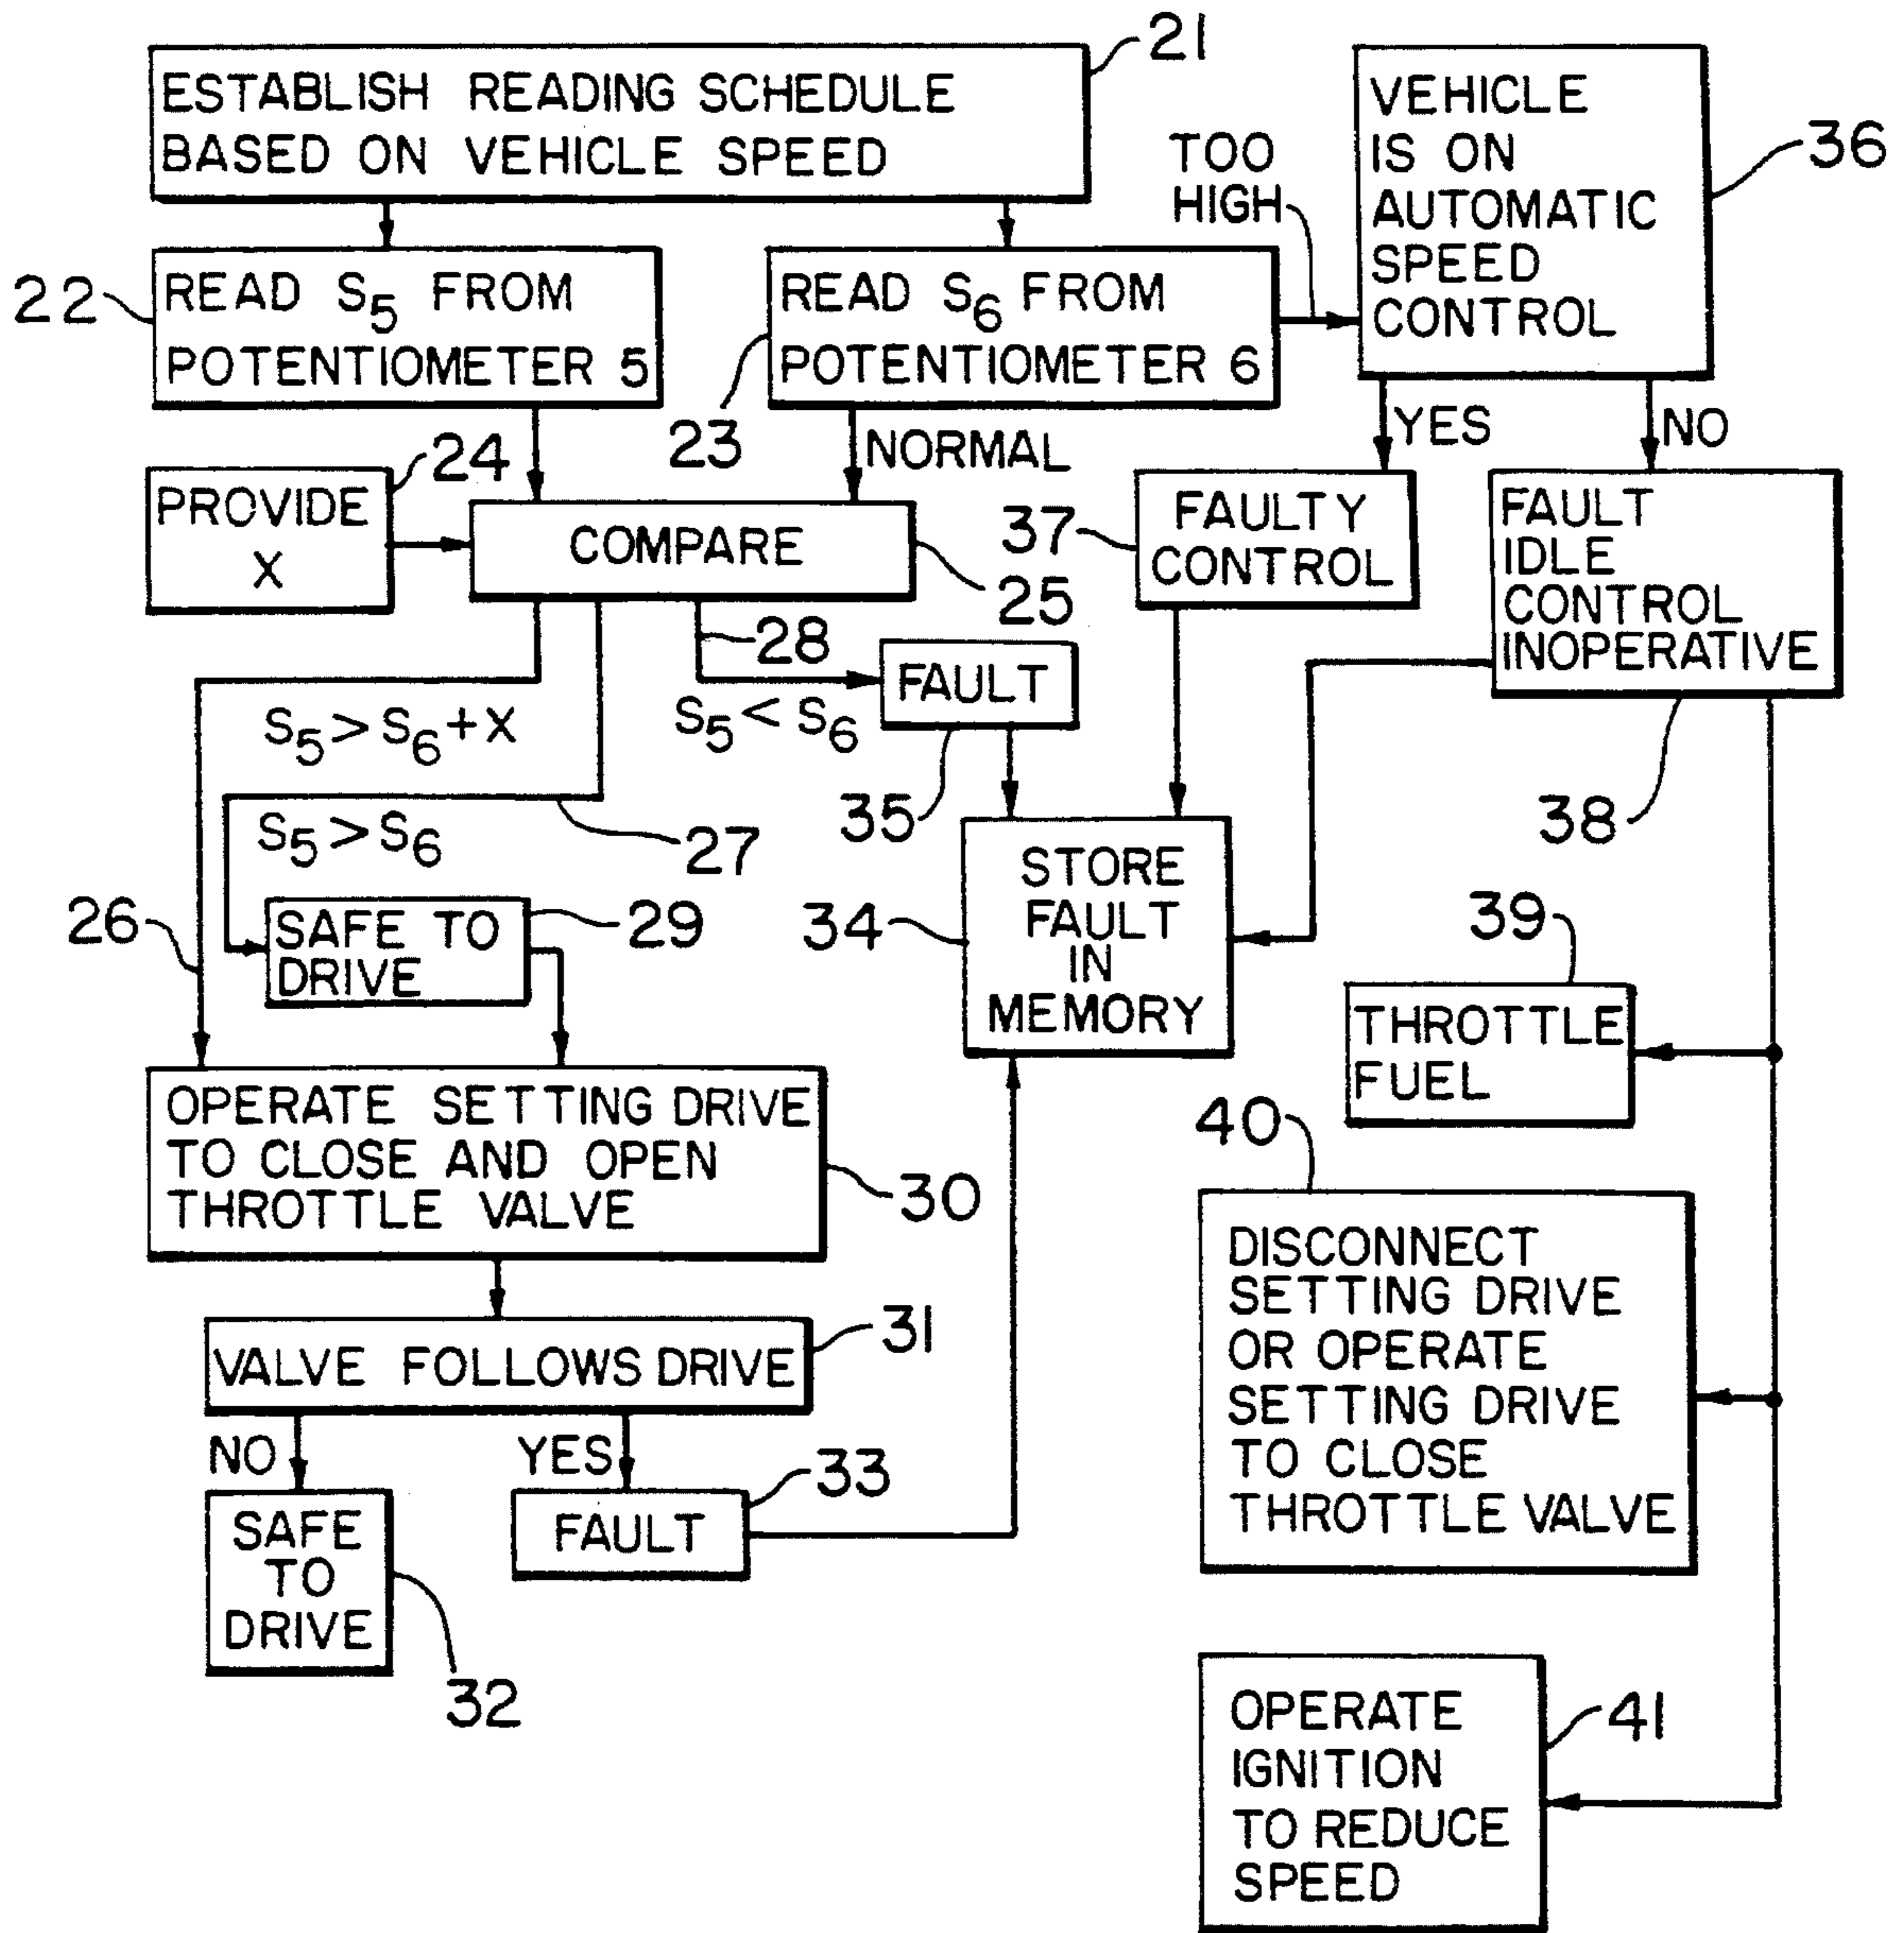 21
ESTABLISH READING SCHEDULE
BASED ON VEHICLE SPEED
22
READ S5 FROM
POTENTIOMETER 5
23
READ S6 FROM
POTENTIOMETER 6
TOO
HIGH
VEHICLE
IS ON
AUTOMATIC
SPEED
CONTROL
36
NORMAL
YES
NO
24
PROVIDE
X
COMPARE
25
37
FAULTY
CONTROL
FAULT
IDLE
CONTROL
INOPERATIVE
38
28
S5 < S6
FAULT
35
S5 > S6 + X
S5 > S6
27
26
SAFE TO
DRIVE
29
34
STORE
FAULT
IN
MEMORY
39
THROTTLE
FUEL
OPERATE SETTING DRIVE
TO CLOSE AND OPEN
THROTTLE VALVE
30
40
DISCONNECT
SETTING DRIVE
OR OPERATE
SETTING DRIVE
TO CLOSE
THROTTLE VALVE
VALVE FOLLOWS DRIVE
31
NO
YES
SAFE
TO
DRIVE
32
FAULT
33
OPERATE
IGNITION
TO REDUCE
SPEED
41